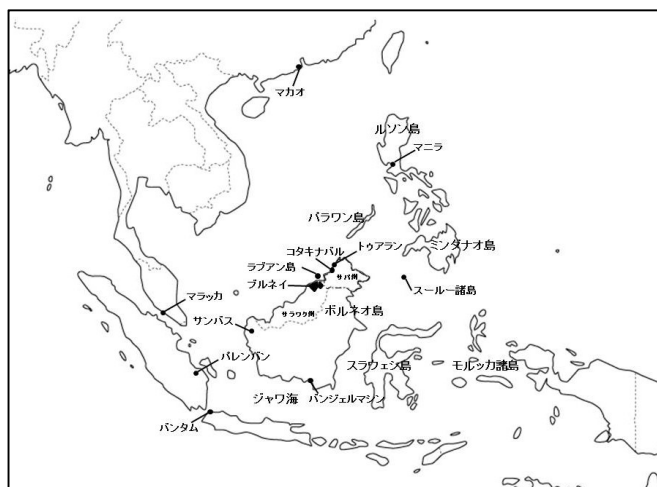 マカオ
ルソン島
マニラ
パラワン島
コタキナバル
トゥアラン
ミンダナオ島
ラブアン島
サバ州
ブルネイ
スールー諸島
マラッカ
サラワク州
ボルネオ島
サンバス
パレンバン
スラウェシ島
モルッカ諸島
ジャワ海
バンジェルマシン
バンタム